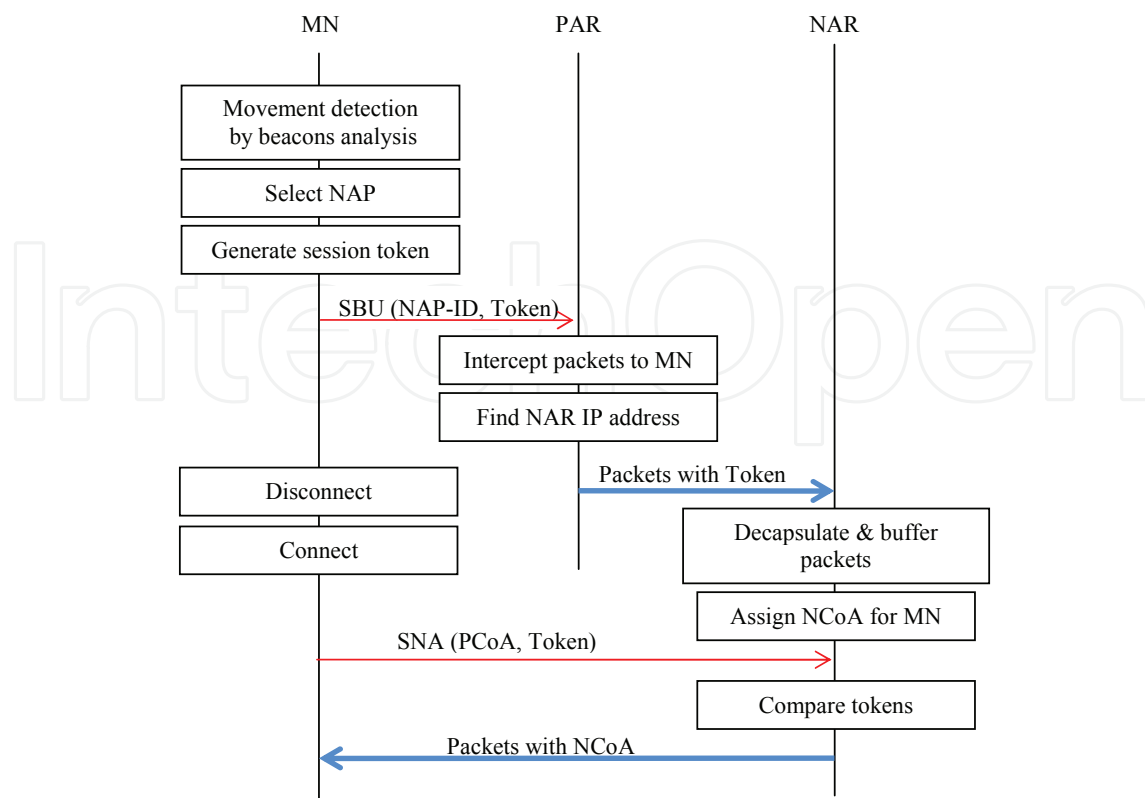 MN PAR NAR
Movement detection
by beacons analysis
Select NAP
Generate session token
SBU (NAP-ID, Token)
Intercept packets to MN
Find NAR IP address
Packets with Token
Disconnect
Decapsulate & buffer
packets
Connect
Assign NCoA for MN
SNA (PCoA, Token)
Compare tokens
Packets with NCoA
IntechOpen